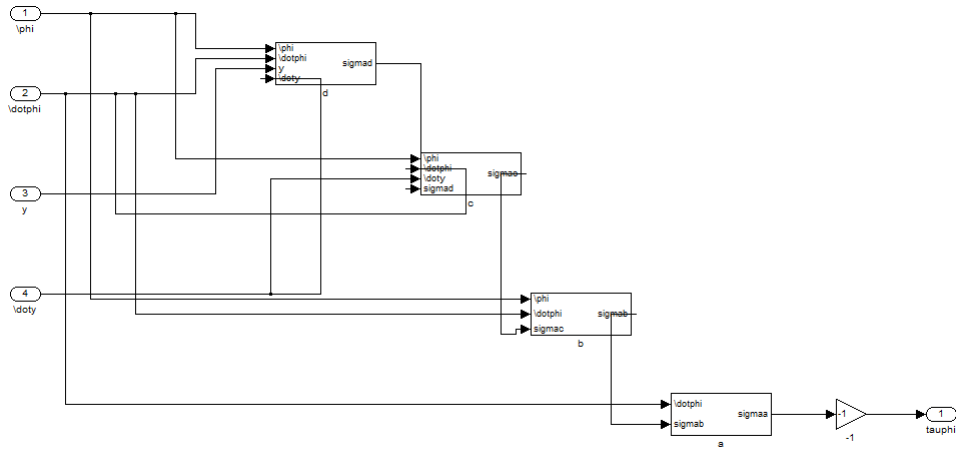 1
\phi
\phi
\dotphi
y
\doty
sigmad
d
2
\dotphi
\phi
\dotphi
\doty
sigmad
sigmac
c
3
y
4
\doty
\phi
\dotphi
sigmac
sigmab
b
\dotphi
sigmab
sigmaa
a
-1
-1
1
tauphi